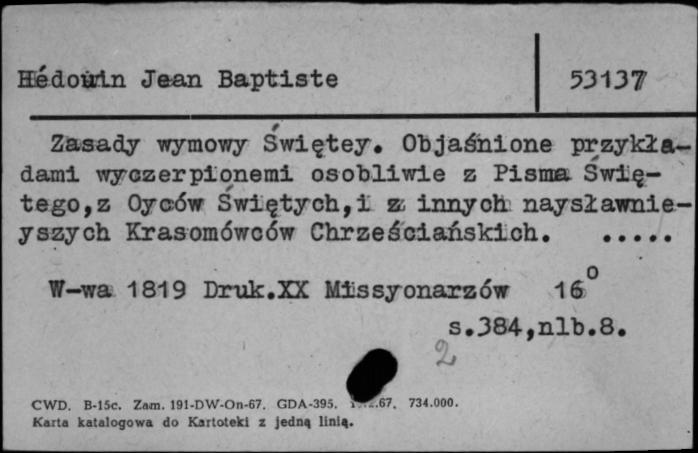 Hédouin Jean Baptiste 53137
Zasady wymowy Świętey. Objaśnione przykła-
dami wyczerpionemi osobliwie z Pisma Świę-
tego,z Oyców Świętych,i z innych naysławnie-
yszych Krasomówców Chrześciańskich. .....
W-wa 1819 Druk.XX Missyonarzów 16°
s.384,nlb.8.
2
CWD. B-15c. Zam. 191-DW-On-67. GDA-395. .67. 734.000.
Karta katalogowa do Kartoteki z jedną linią.